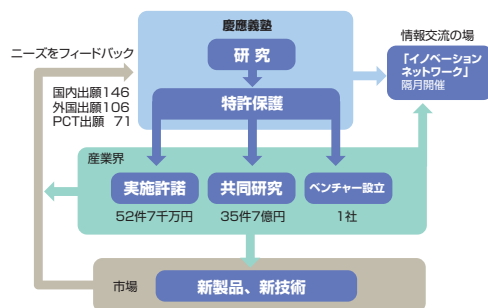 慶應義塾
情報交流の場
ニーズをフィードバック
研 究
「イノベーション
ネットワーク」
隔月開催
国内出願146
外国出願106
PCT出願 71
特許保護
産業界
実施許諾
共同研究
ベンチャー設立
52件7千万円
35件7億円
1社
市場
新製品、新技術